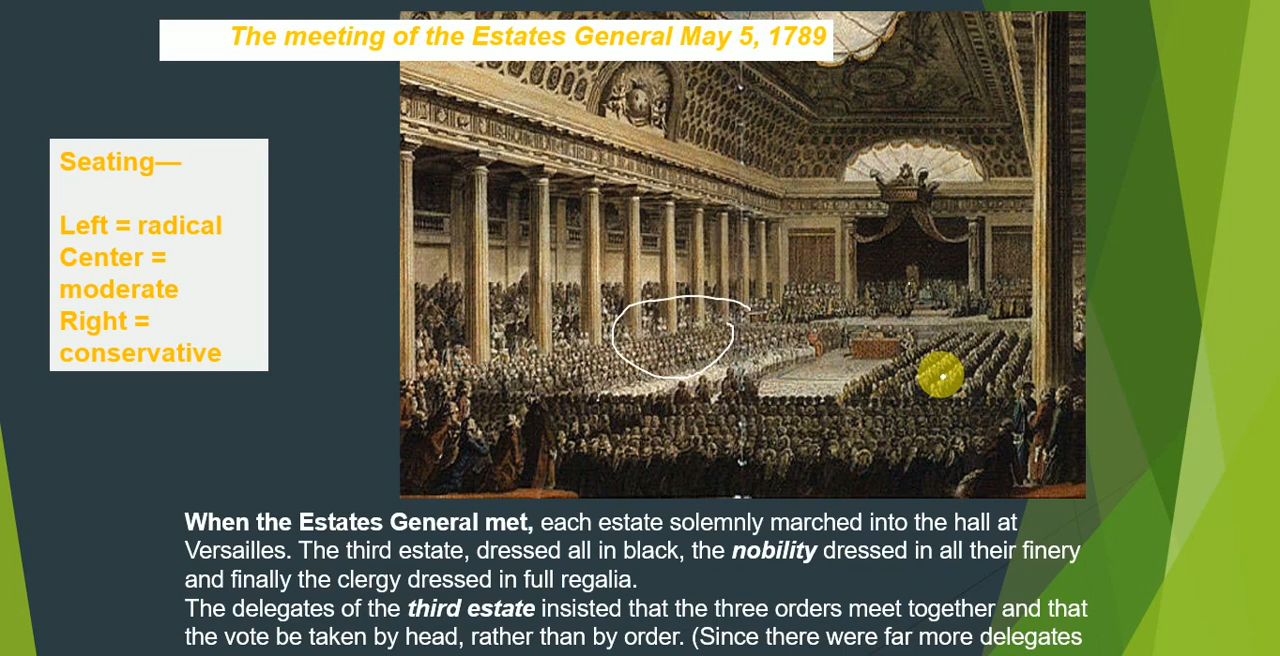 The meeting of the Estates General May 5, 1789
Seating—
Left = radical
Center =
moderate
Right =
conservative
When the Estates General met, each estate solemnly marched into the hall at
Versailles. The third estate, dressed all in black, the nobility dressed in all their finery
and finally the clergy dressed in full regalia.
The delegates of the third estate insisted that the three orders meet together and that
the vote be taken by head, rather than by order. (Since there were far more delegates